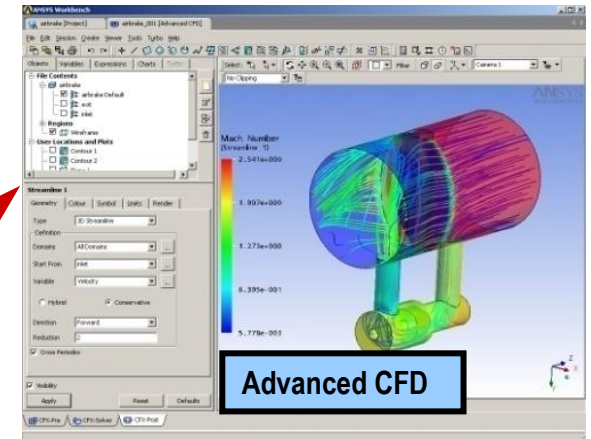 ANSYS Workbench
airbrake [Project]
airbrake_001 [Advanced CFD]
File Edit Session Create Viewer Tools Turbo Help
Objects Variables Expressions Charts Turbo
Select:
Filter
Camera 1
No Clipping
File Contents
airbrake
airbrake Default
exit
inlet
Regions
Wireframe
User Locations and Plots
Contour 1
Contour 2
ANSYS
Mach Number
(Streamline 1)
2.541e+000
1.907e+000
1.273e+000
6.395e-001
5.778e-003
Streamline 1
Geometry Colour Symbol Units Render
Type 3D Streamline
Definition
Domains All Domains
Start From inlet
Variable Velocity
Hybrid Conservative
Direction Forward
Reduction 2
Cross Periodics
Visibility
Apply Reset Defaults
Advanced CFD
Z
X
Y
CFX-Pre CFX-Solver CFX-Post